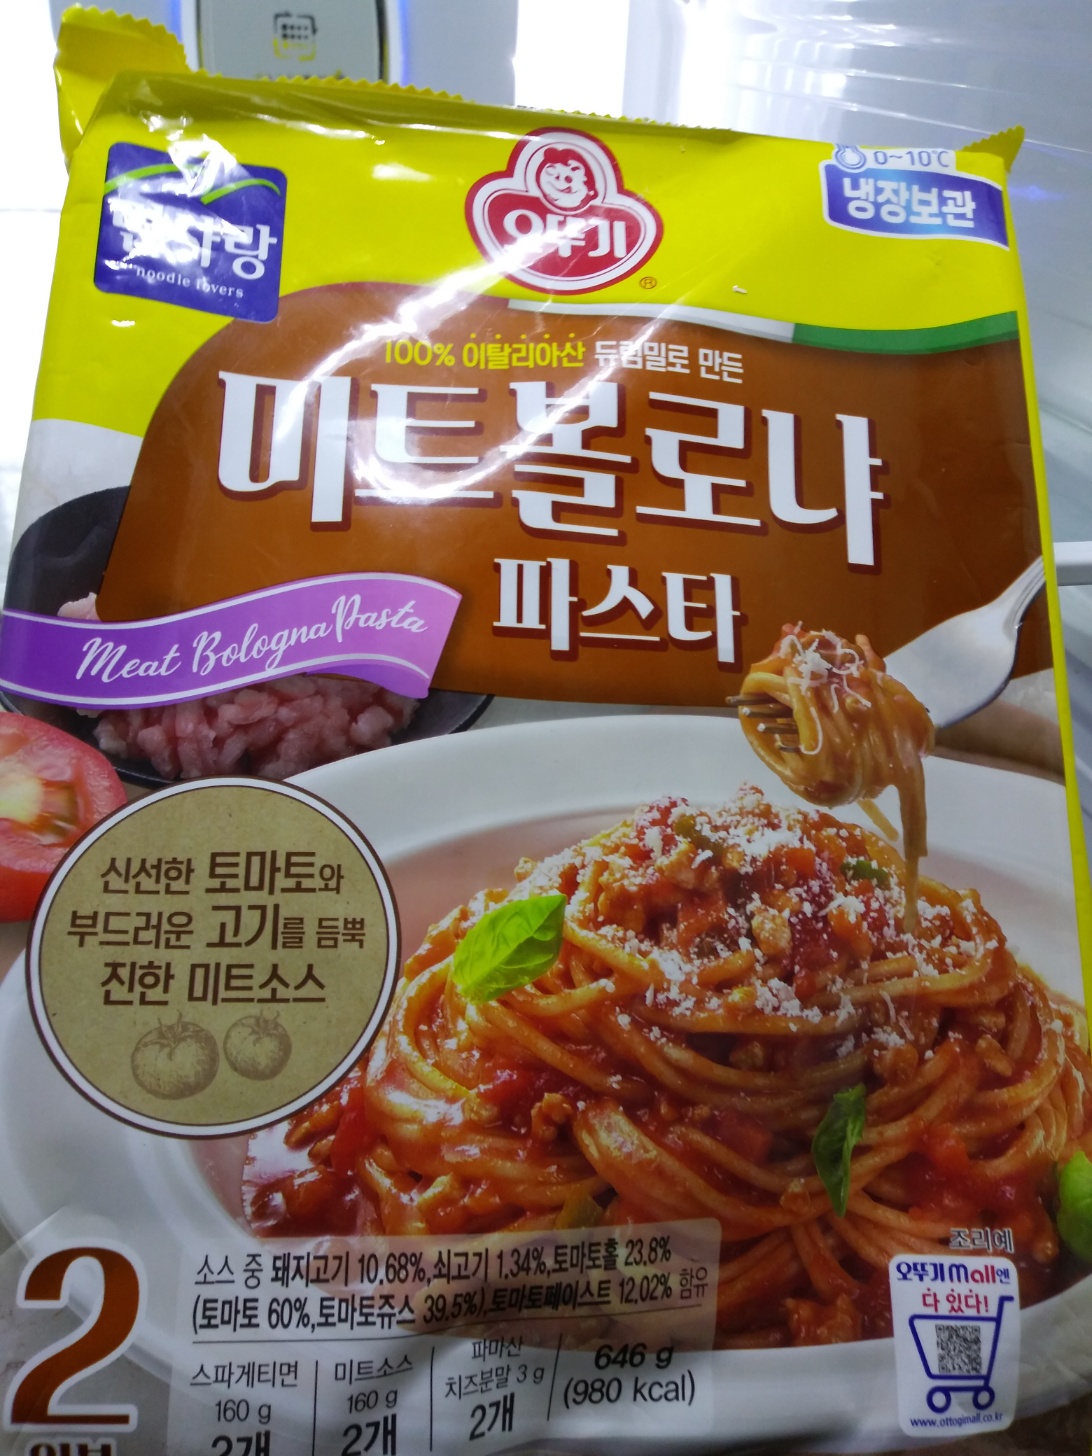 0~10℃
냉장보관
사랑
noodle lovers
오뚜기
®
100% 이탈리아산 듀럼밀로 만든
미트볼로냐
파스타
Meat Bologna Pasta
신선한 토마토와
부드러운 고기를 듬뿍
진한 미트소스
조리예
소스 중 돼지고기 10.68%,쇠고기 1.34%,토마토홀 23.8%
(토마토 60%,토마토쥬스 39.5%),토마토페이스트 12.02% 함유
2
인분
스파게티면
160 g
2개
미트소스
160 g
2개
파마산
치즈분말 3 g
2개
646 g
(980 kcal)
오뚜기mall엔
다 있다!
www.ottogimall.co.kr